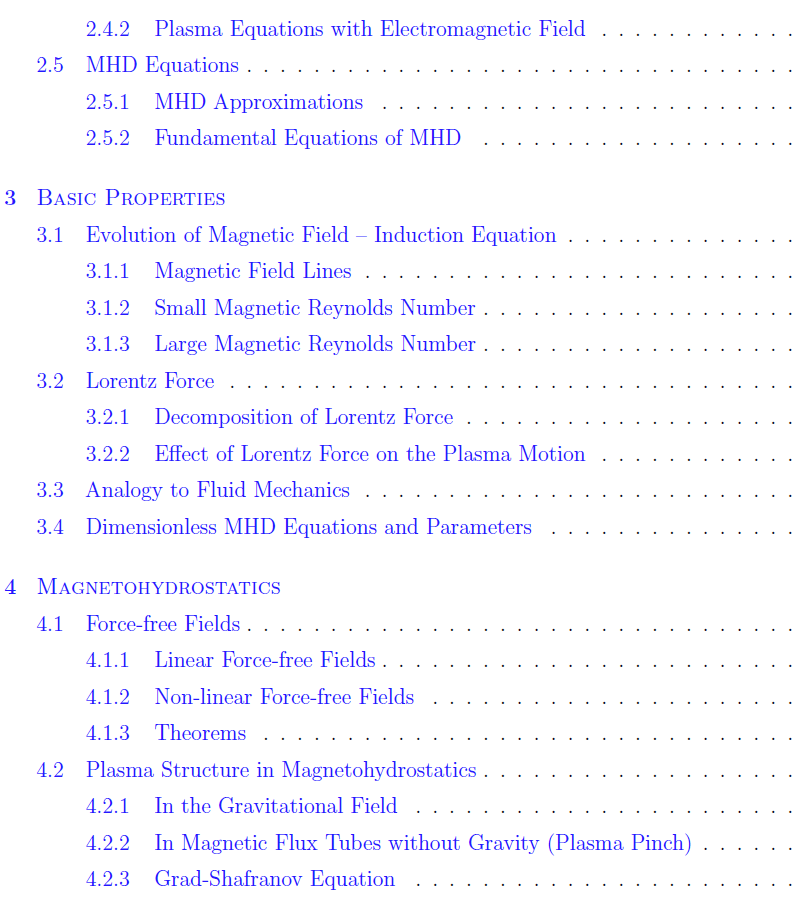 2.4.2 Plasma Equations with Electromagnetic Field . . . . . . . . . . . .
2.5 MHD Equations . . . . . . . . . . . . . . . . . . . . . . . . . . . . . . . . .
2.5.1 MHD Approximations . . . . . . . . . . . . . . . . . . . . . . . . .
2.5.2 Fundamental Equations of MHD . . . . . . . . . . . . . . . . . . .
3 BASIC PROPERTIES
3.1 Evolution of Magnetic Field – Induction Equation . . . . . . . . . . . . . .
3.1.1 Magnetic Field Lines . . . . . . . . . . . . . . . . . . . . . . . . . .
3.1.2 Small Magnetic Reynolds Number . . . . . . . . . . . . . . . . . . .
3.1.3 Large Magnetic Reynolds Number . . . . . . . . . . . . . . . . . . .
3.2 Lorentz Force . . . . . . . . . . . . . . . . . . . . . . . . . . . . . . . . . .
3.2.1 Decomposition of Lorentz Force . . . . . . . . . . . . . . . . . . . .
3.2.2 Effect of Lorentz Force on the Plasma Motion . . . . . . . . . . . .
3.3 Analogy to Fluid Mechanics . . . . . . . . . . . . . . . . . . . . . . . . . .
3.4 Dimensionless MHD Equations and Parameters . . . . . . . . . . . . . . .
4 MAGNETOHYDROSTATICS
4.1 Force-free Fields . . . . . . . . . . . . . . . . . . . . . . . . . . . . . . . . .
4.1.1 Linear Force-free Fields . . . . . . . . . . . . . . . . . . . . . . . . .
4.1.2 Non-linear Force-free Fields . . . . . . . . . . . . . . . . . . . . . .
4.1.3 Theorems . . . . . . . . . . . . . . . . . . . . . . . . . . . . . . . .
4.2 Plasma Structure in Magnetohydrostatics . . . . . . . . . . . . . . . . . . .
4.2.1 In the Gravitational Field . . . . . . . . . . . . . . . . . . . . . . .
4.2.2 In Magnetic Flux Tubes without Gravity (Plasma Pinch) . . . . . .
4.2.3 Grad-Shafranov Equation . . . . . . . . . . . . . . . . . . . . . . .